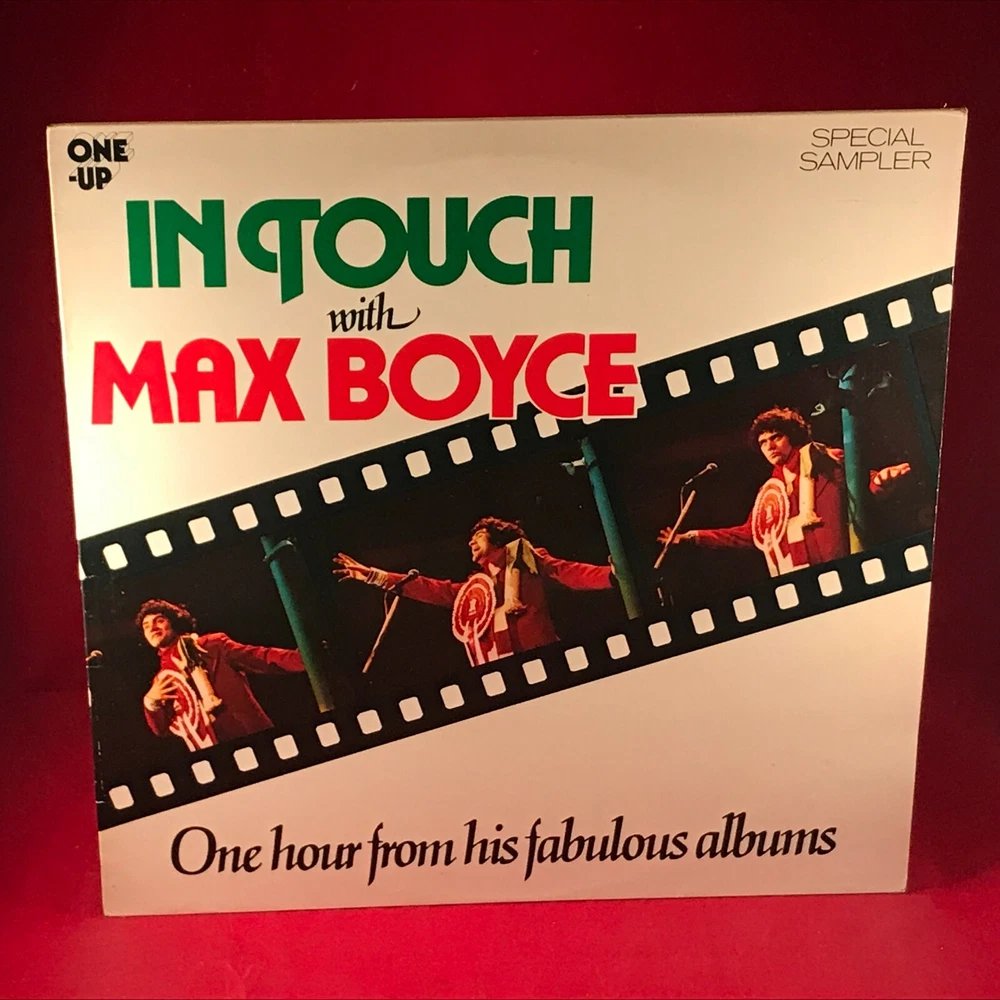 ONE
-UP
SPECIAL
SAMPLER
IN TOUCH
with
MAX BOYCE
One hour from his fabulous albums